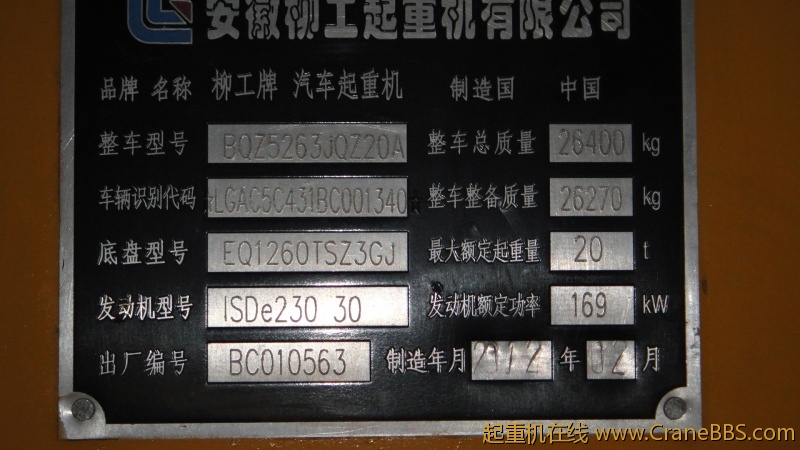 安徽柳工起重机有限公司
品牌 名称 柳工牌 汽车起重机 制造国 中国
整车型号 BQZ5263JQZ20A 整车总质量 26400 kg
车辆识别代码 LGAC5C431BC001340 整车整备质量 26270 kg
底盘型号 EQ1260TSZ3GJ 最大额定起重量 20 t
发动机型号 ISDe230 30 发动机额定功率 169 kW
出厂编号 BC010563 制造年月 2012 年 02 月
起重机在线 www.CraneBBS.com